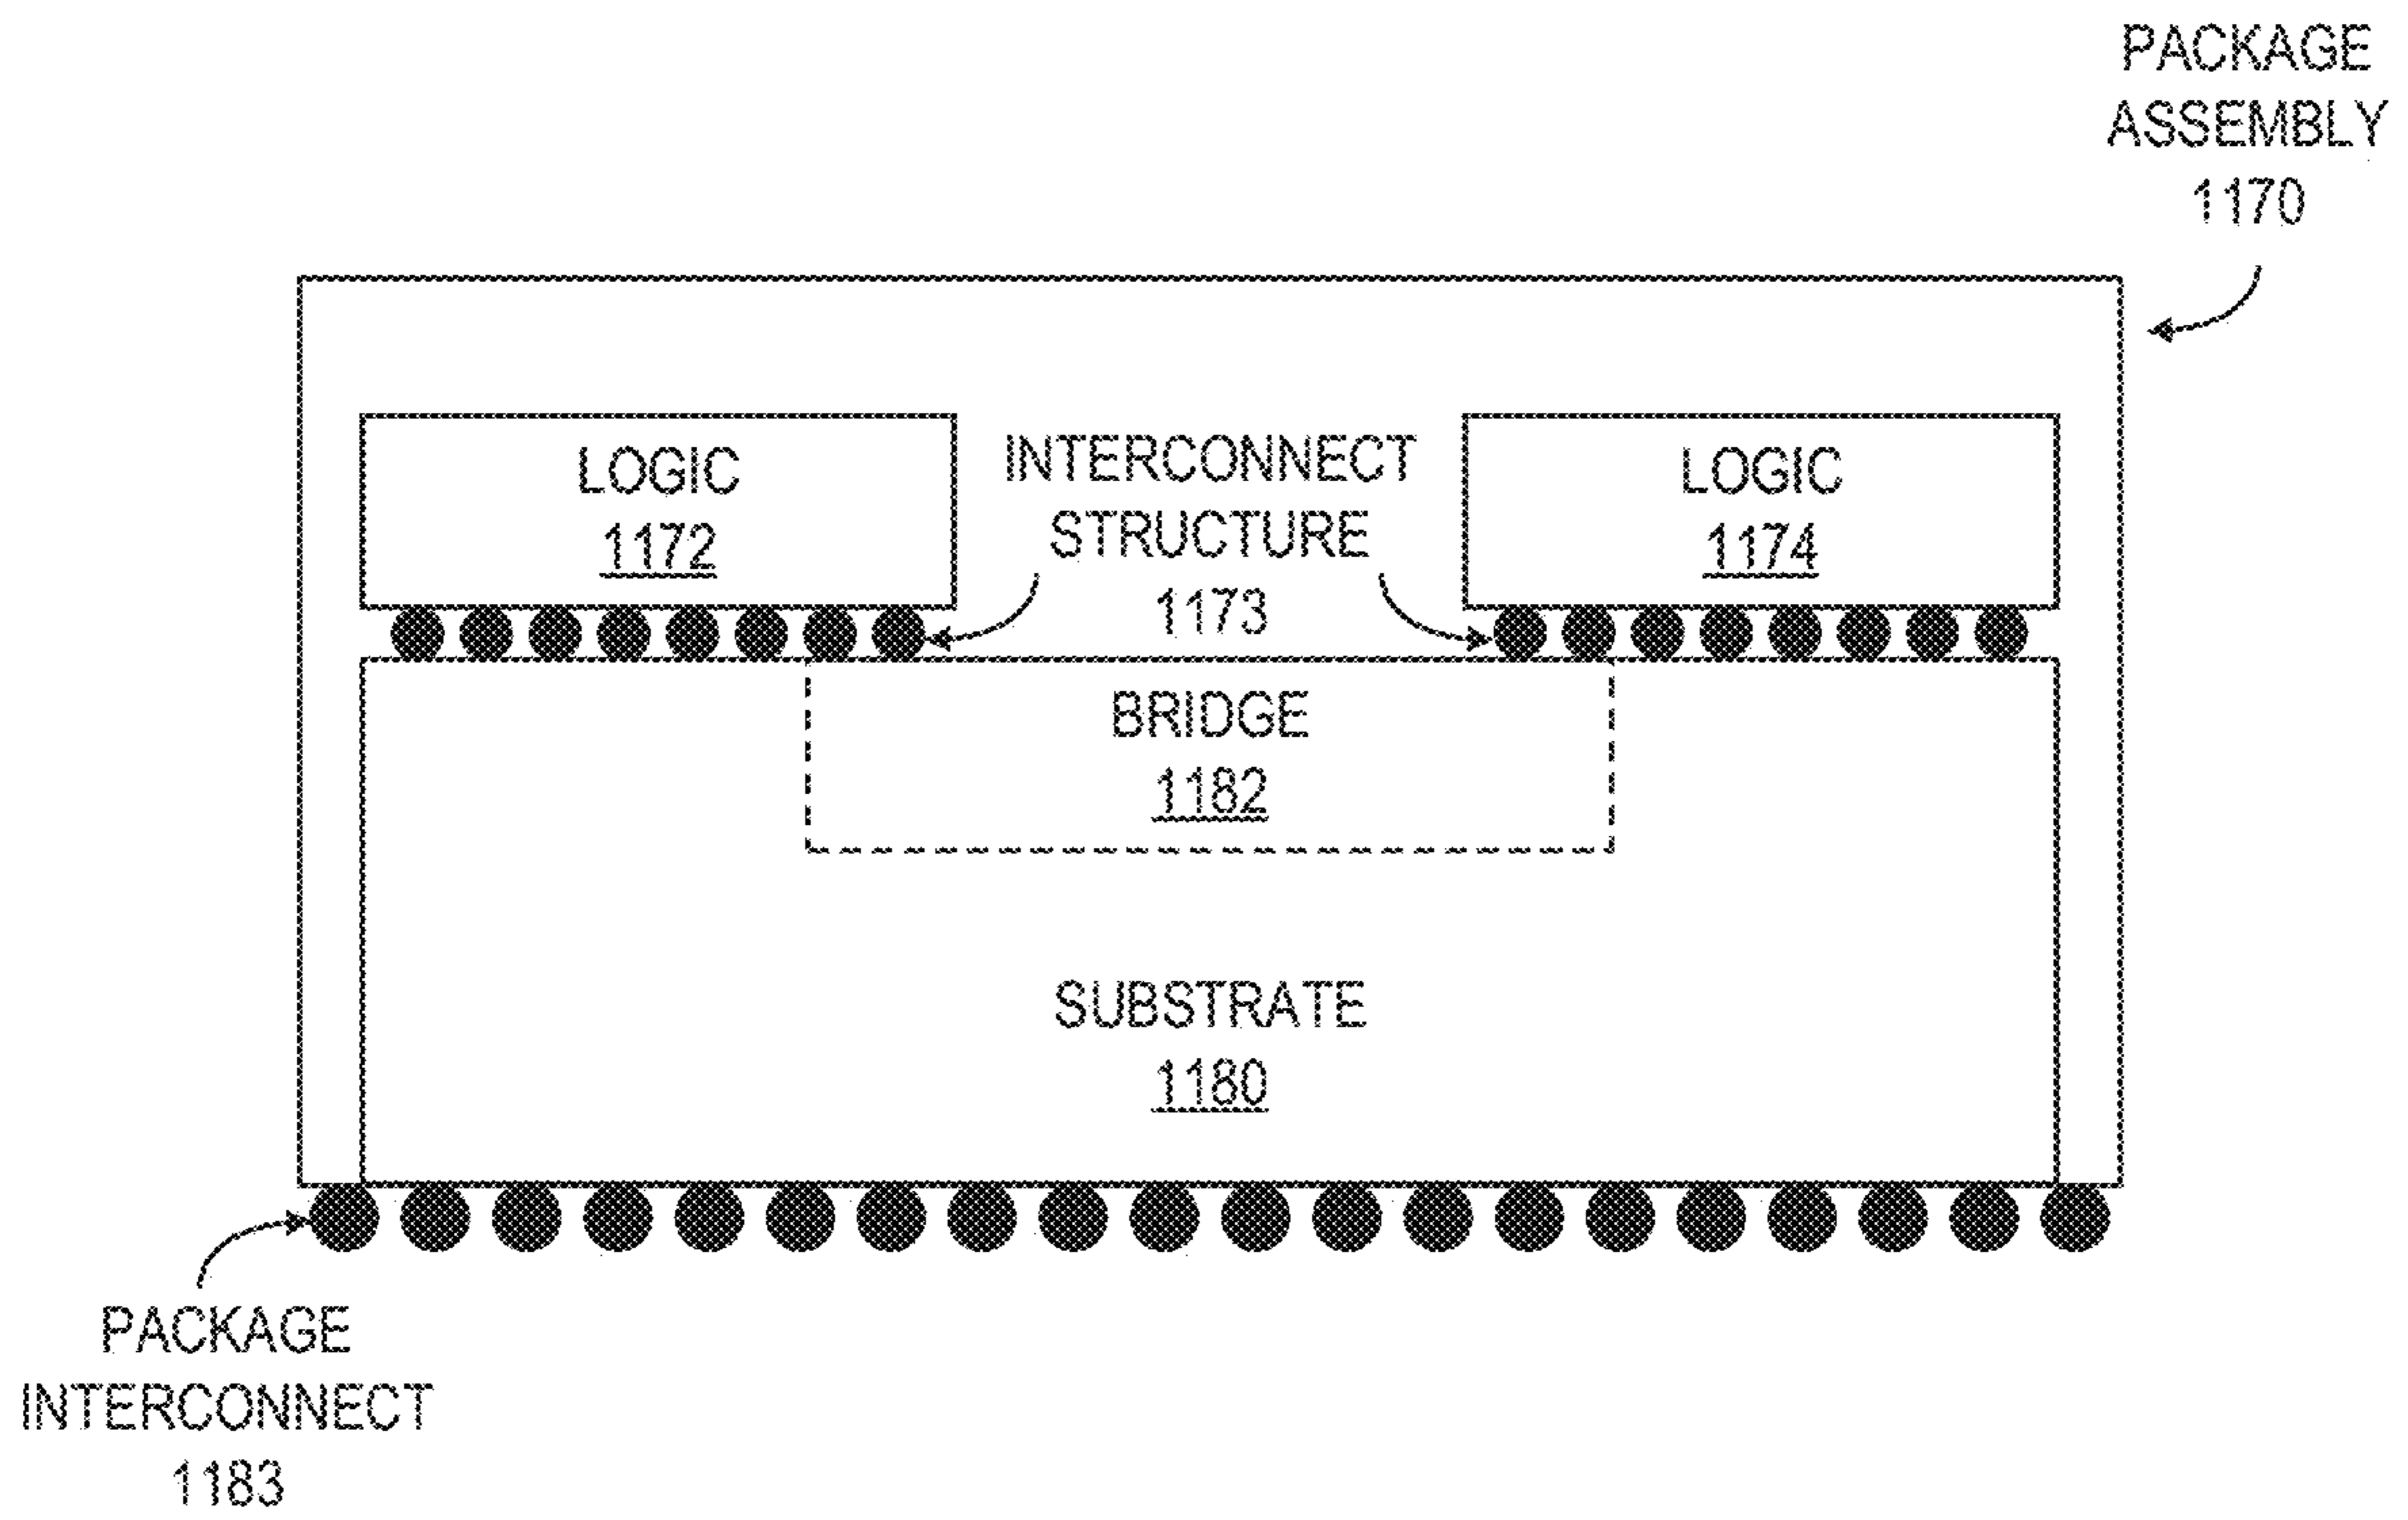 PACKAGE
ASSEMBLY
1170
LOGIC
1172
INTERCONNECT
STRUCTURE
1173
LOGIC
1174
BRIDGE
1182
SUBSTRATE
1180
PACKAGE
INTERCONNECT
1183